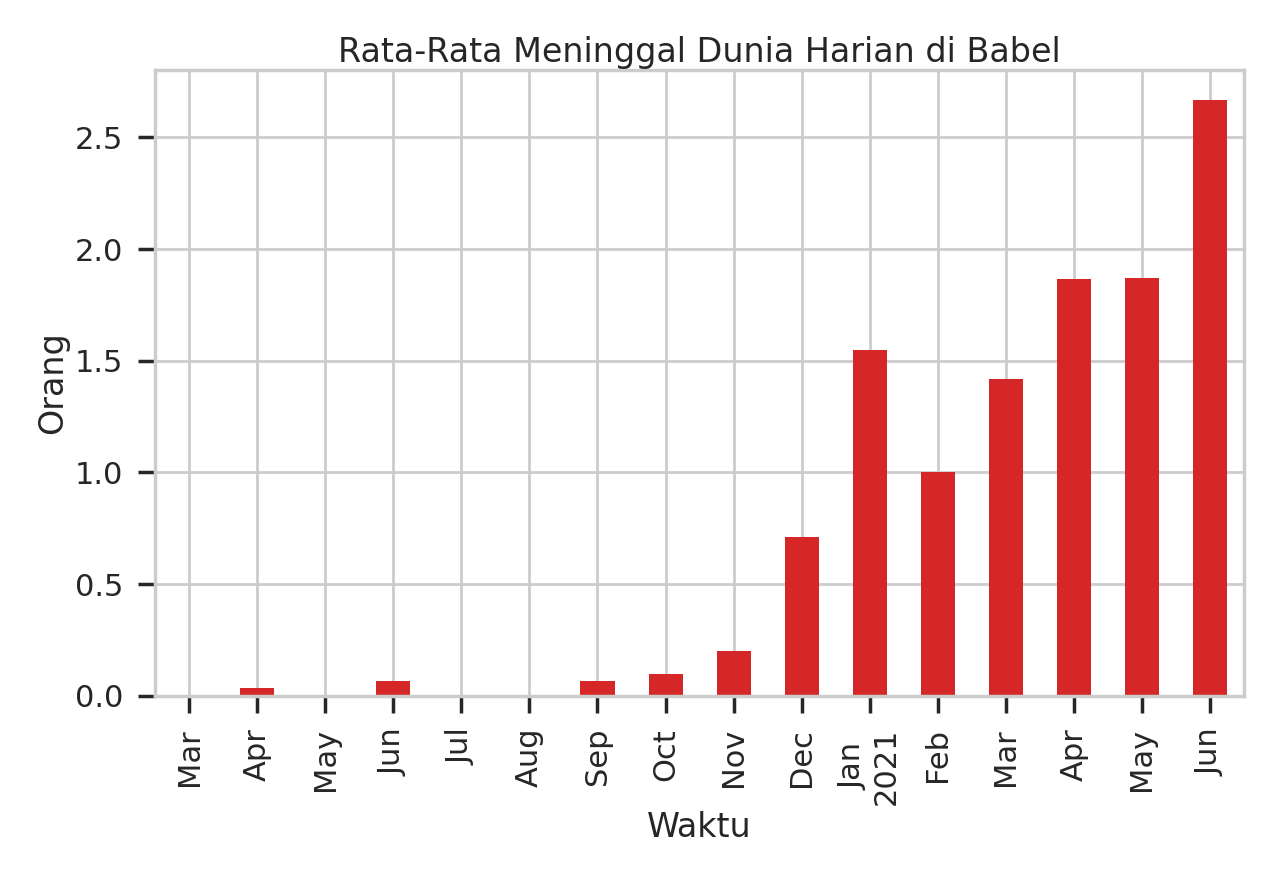 Rata-Rata Meninggal Dunia Harian di Babel
Orang
2.5
2.0
1.5
1.0
0.5
0.0
Mar
Apr
May
Jun
Jul
Aug
Sep
Oct
Nov
Dec
Jan
2021
Feb
Mar
Apr
May
Jun
Waktu